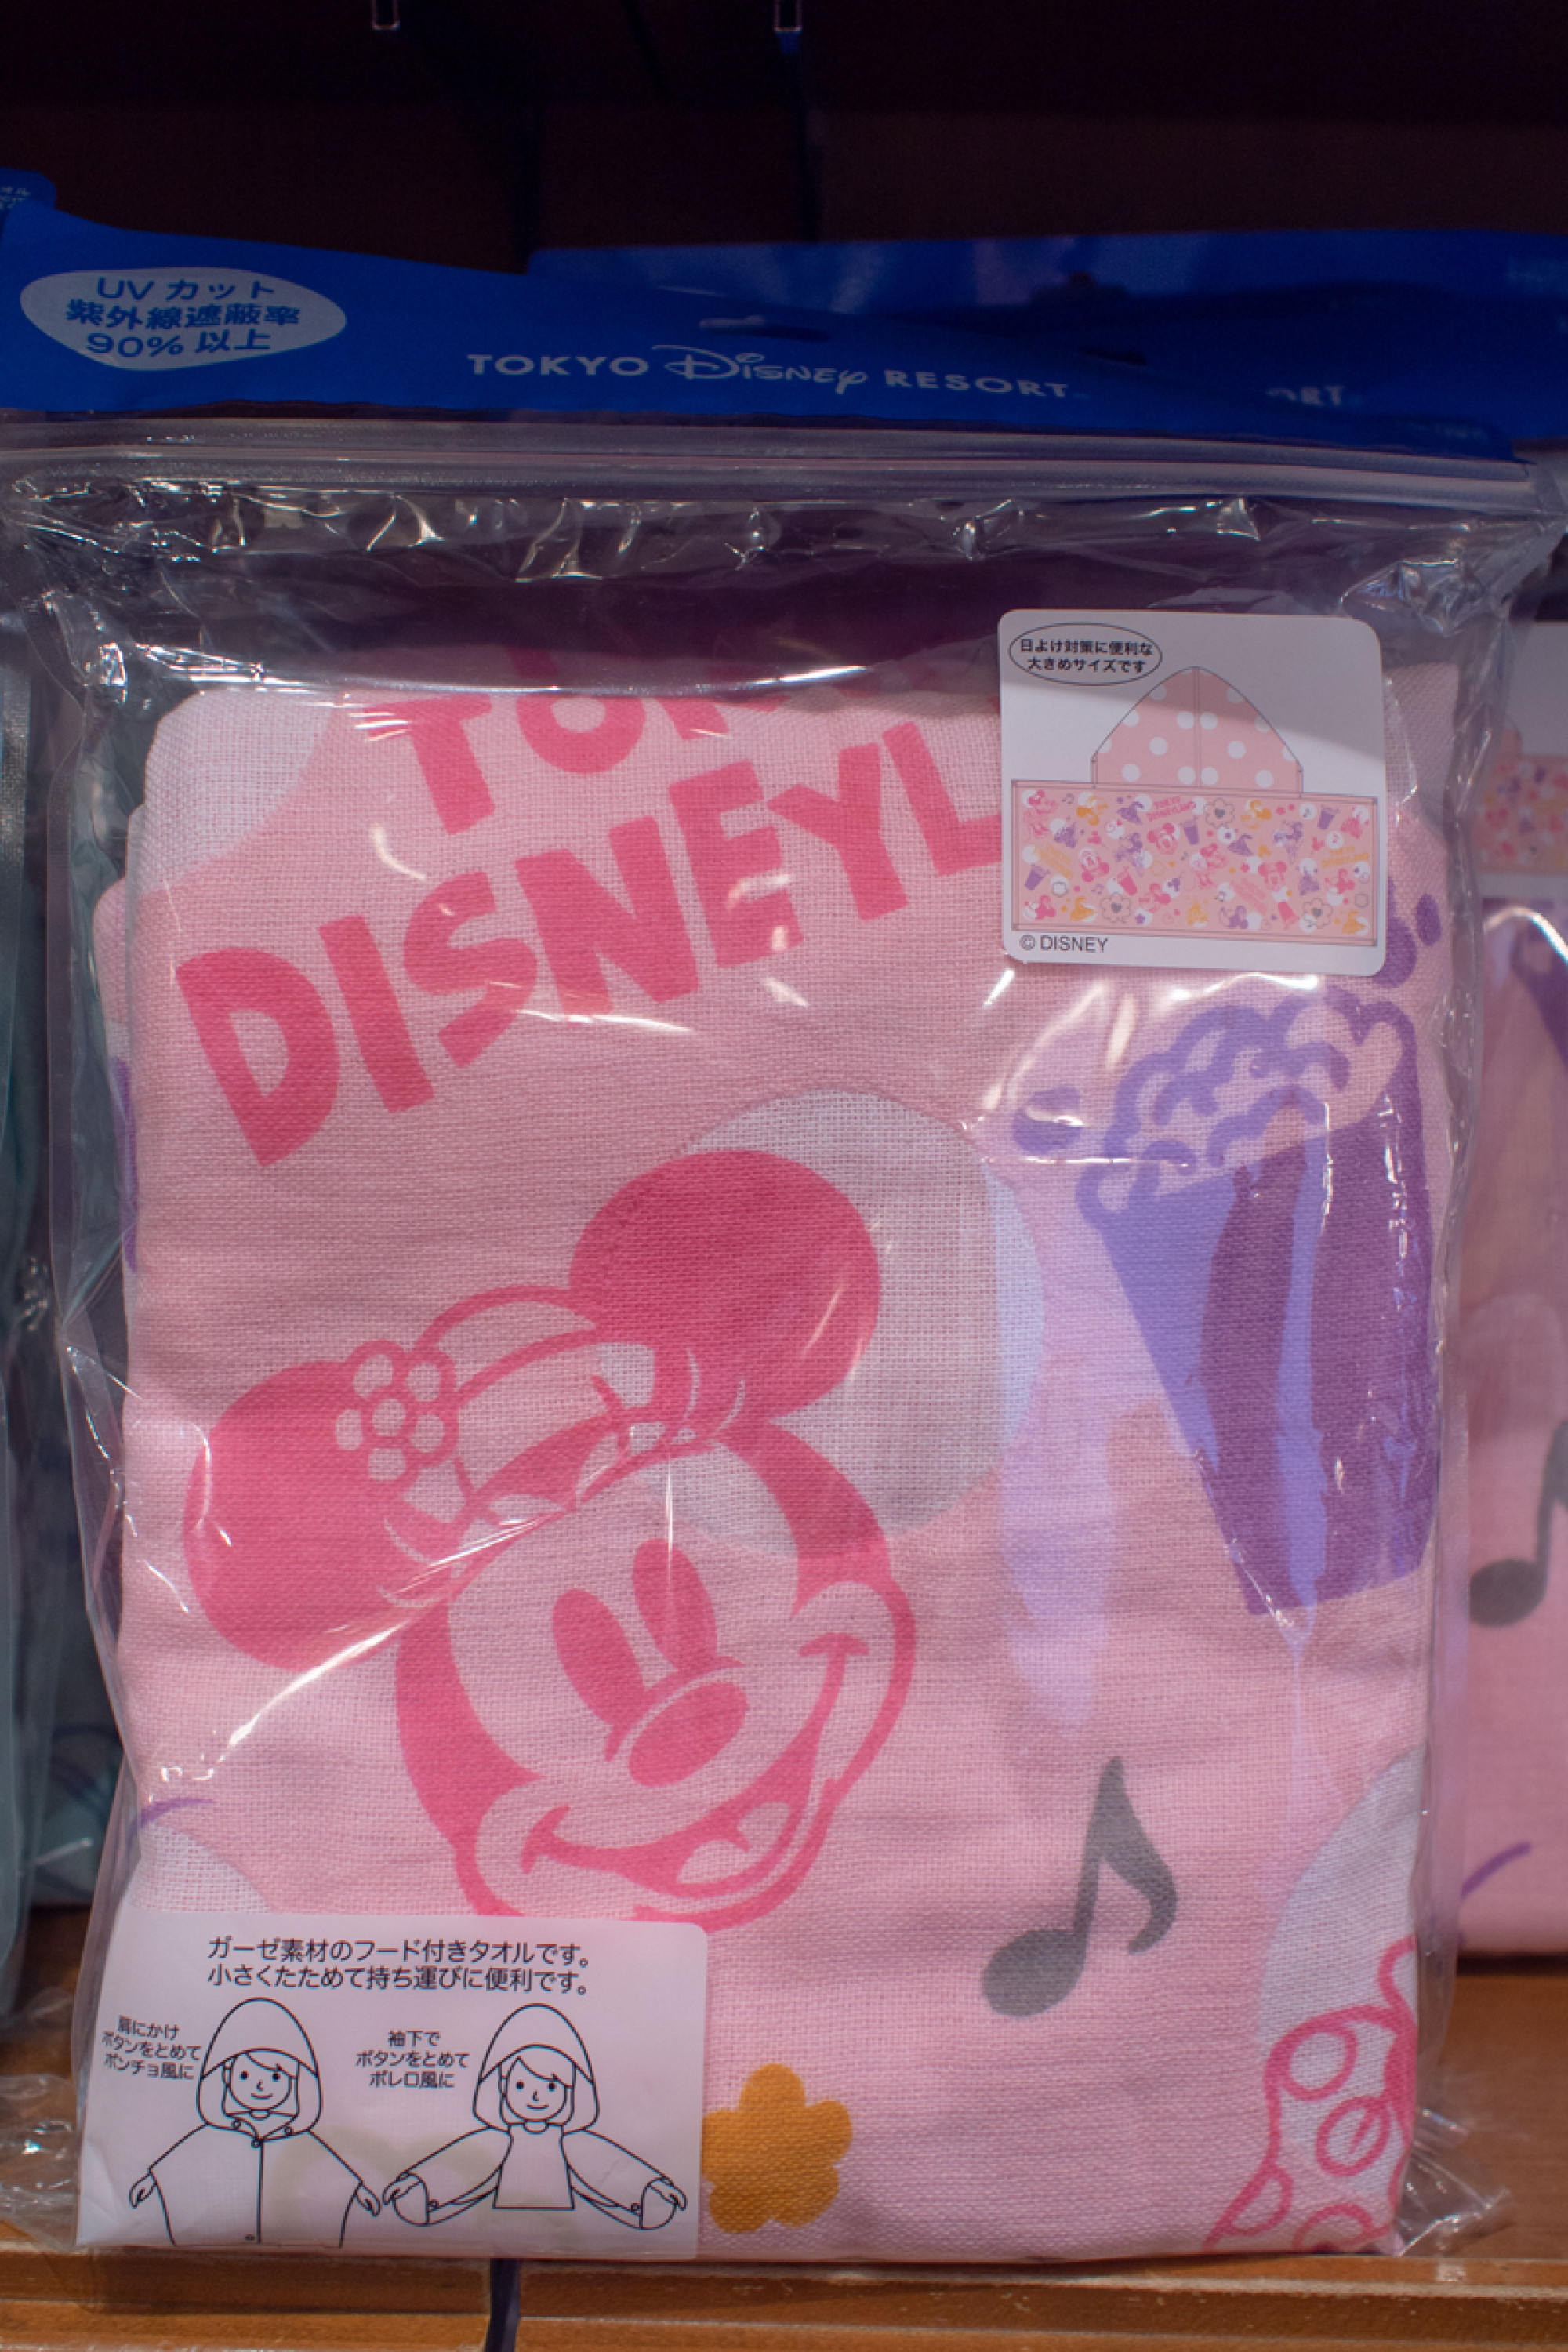 UV カット
紫外線遮蔽率
90% 以上
TOKYO Disney RESORT
日よけ対策に便利な
大きめサイズです
© DISNEY
DISNEYL
ガーゼ素材のフード付きタオルです。
小さくたためて持ち運びに便利です。
肩にかけ
ボタンをとめて
ポンチョ風に
袖下で
ボタンをとめて
ボレロ風に